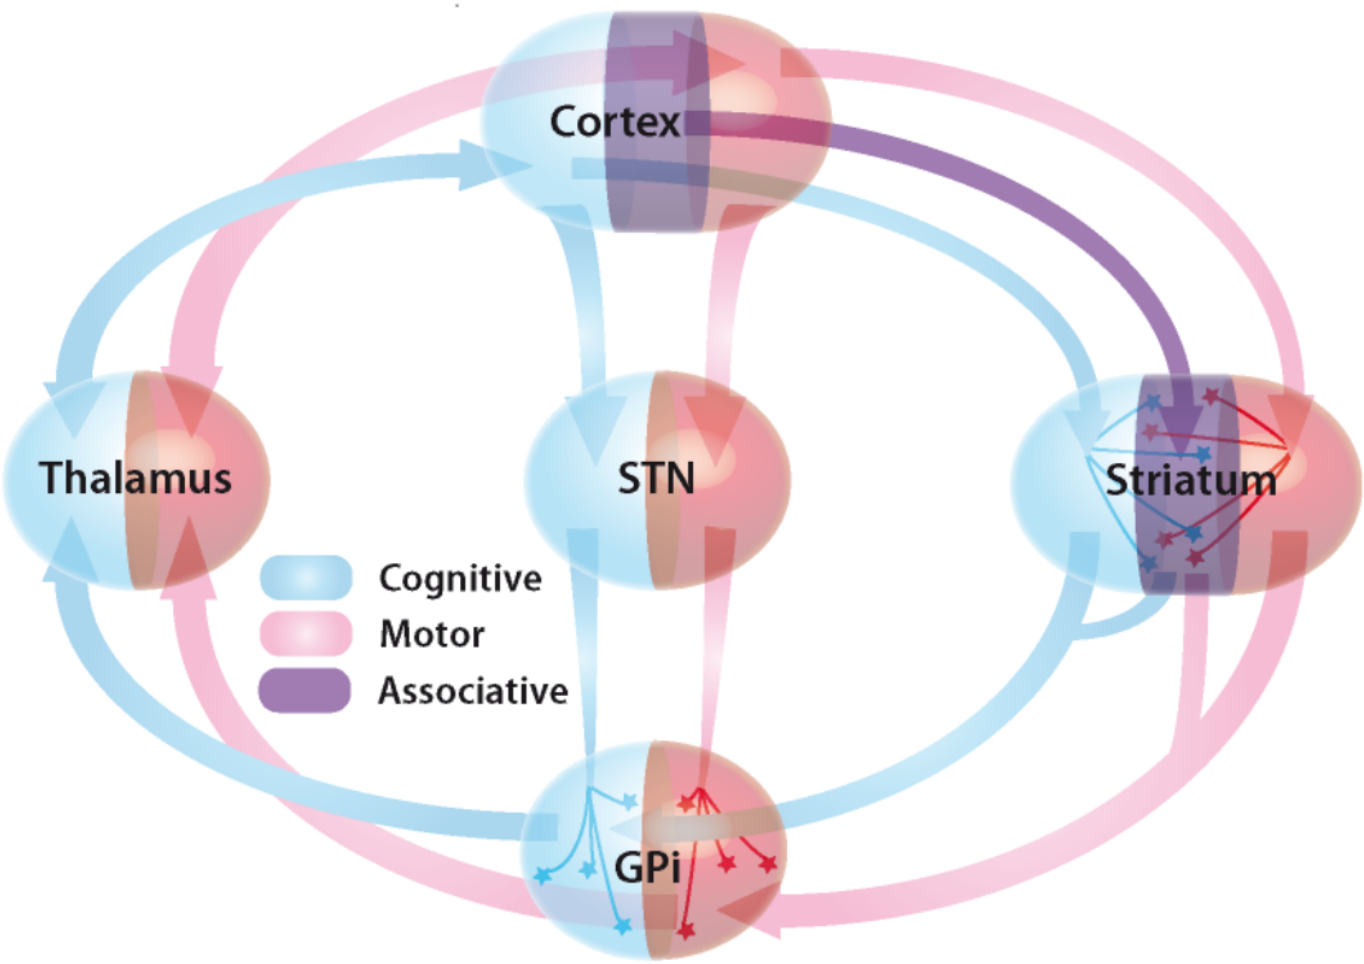 Cortex
Thalamus
STN
Striatum
Cognitive
Motor
Associative
GPi